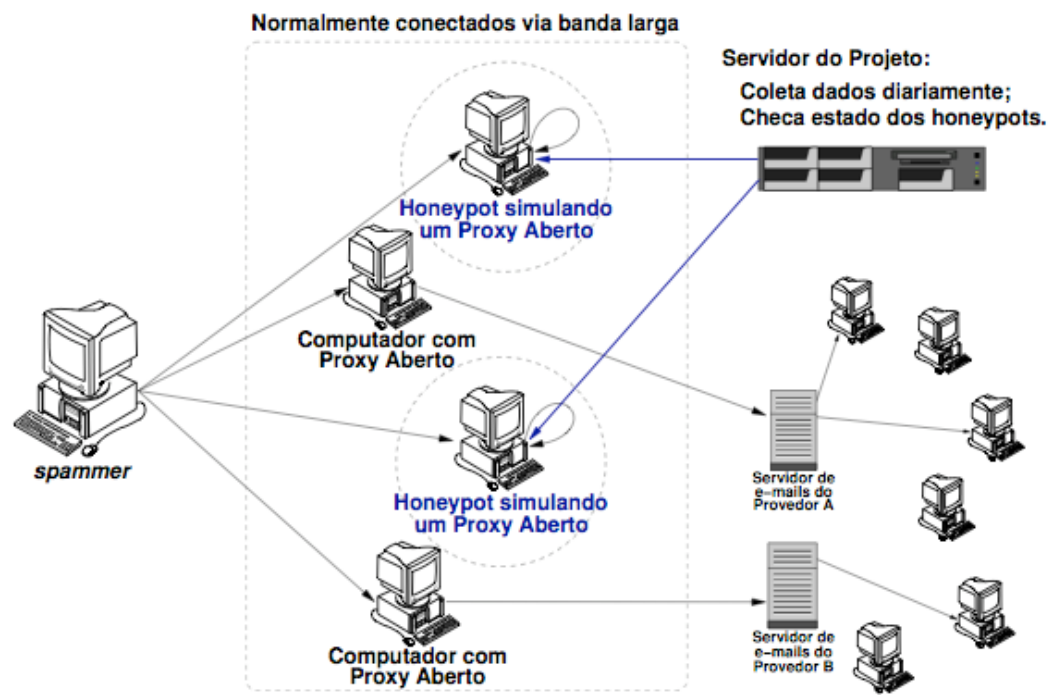 Normalmente conectados via banda larga
Servidor do Projeto:
Coleta dados diariamente;
Checa estado dos honeypots.
Honeypot simulando
um Proxy Aberto
Computador com
Proxy Aberto
spammer
Honeypot simulando
um Proxy Aberto
Servidor de
e-mails do
Provedor A
Computador com
Proxy Aberto
Servidor de
e-mails do
Provedor B